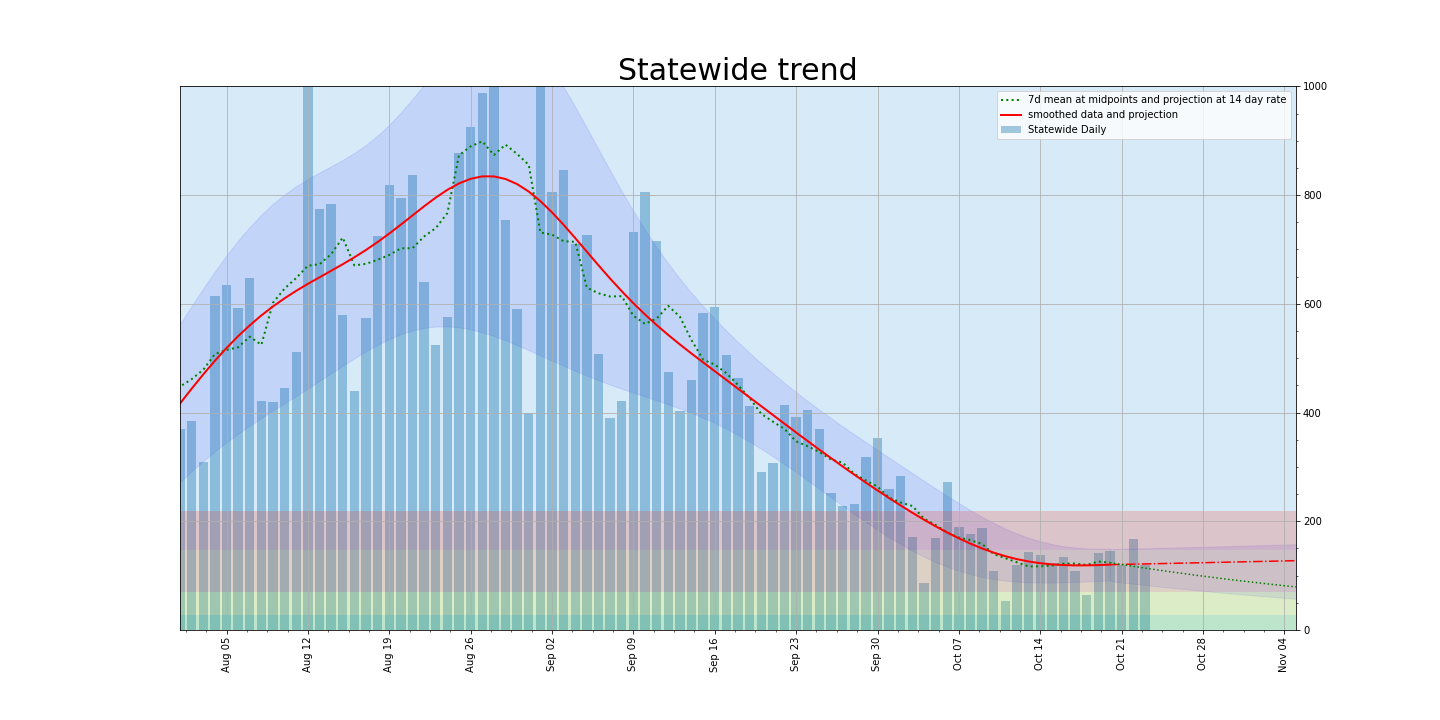 Statewide trend
7d mean at midpoints and projection at 14 day rate
smoothed data and projection
Statewide Daily
1000
800
600
400
200
0
Aug 05
Aug 12
Aug 19
Aug 26
Sep 02
Sep 09
Sep 16
Sep 23
Sep 30
Oct 07
Oct 14
Oct 21
Oct 28
Nov 04